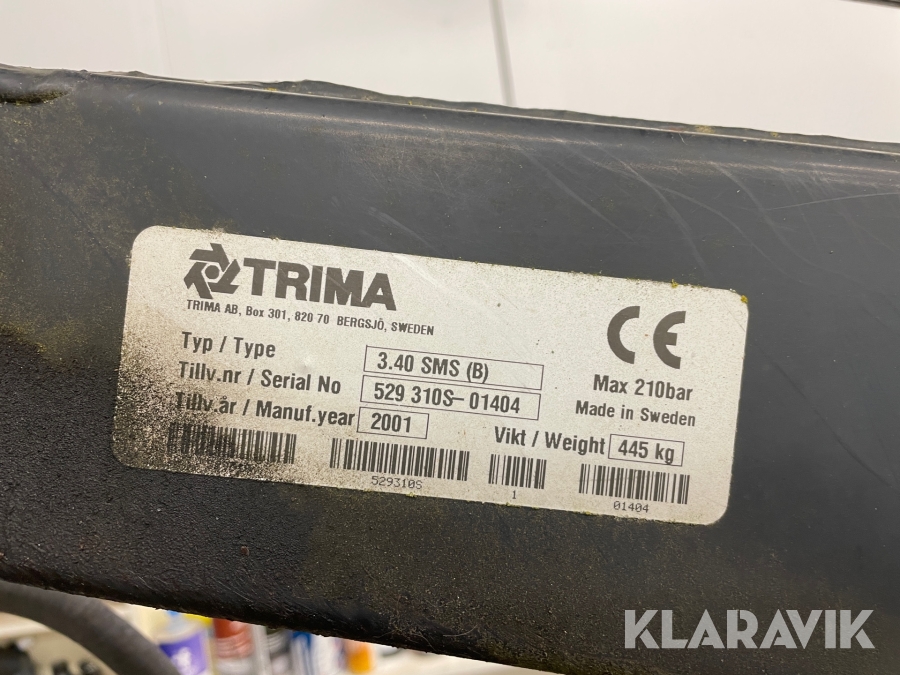 TRIMA
TRIMA AB, Box 301, 820 70 BERGSJÖ, SWEDEN
Typ / Type 3.40 SMS (B)
Tillv.nr / Serial No 529 310S-01404
Tillv.år / Manuf.year 2001
CE
Max 210bar
Made in Sweden
Vikt / Weight 445 kg
529310S 1 01404
KLARAVIK